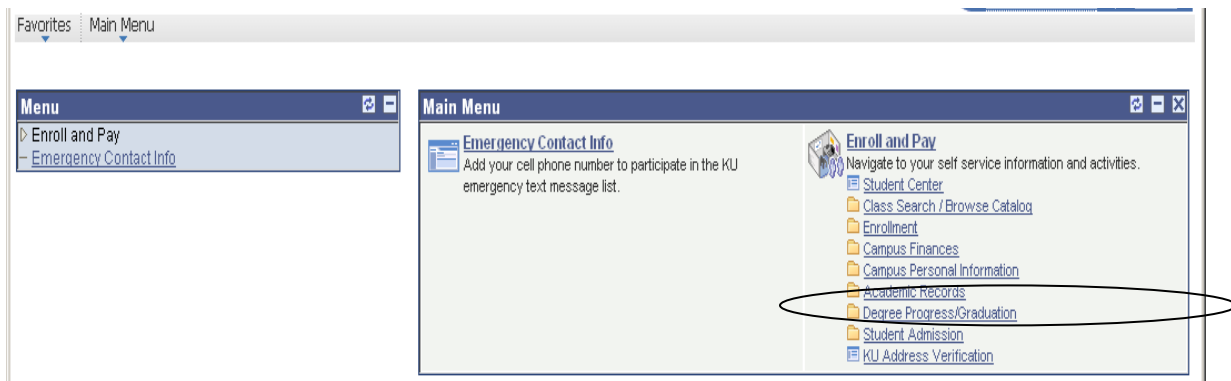 Favorites Main Menu
Menu
Enroll and Pay
Emergency Contact Info
Main Menu
Emergency Contact Info
Add your cell phone number to participate in the KU
emergency text message list.
Enroll and Pay
Navigate to your self service information and activities.
Student Center
Class Search / Browse Catalog
Enrollment
Campus Finances
Campus Personal Information
Academic Records
Degree Progress/Graduation
Student Admission
KU Address Verification